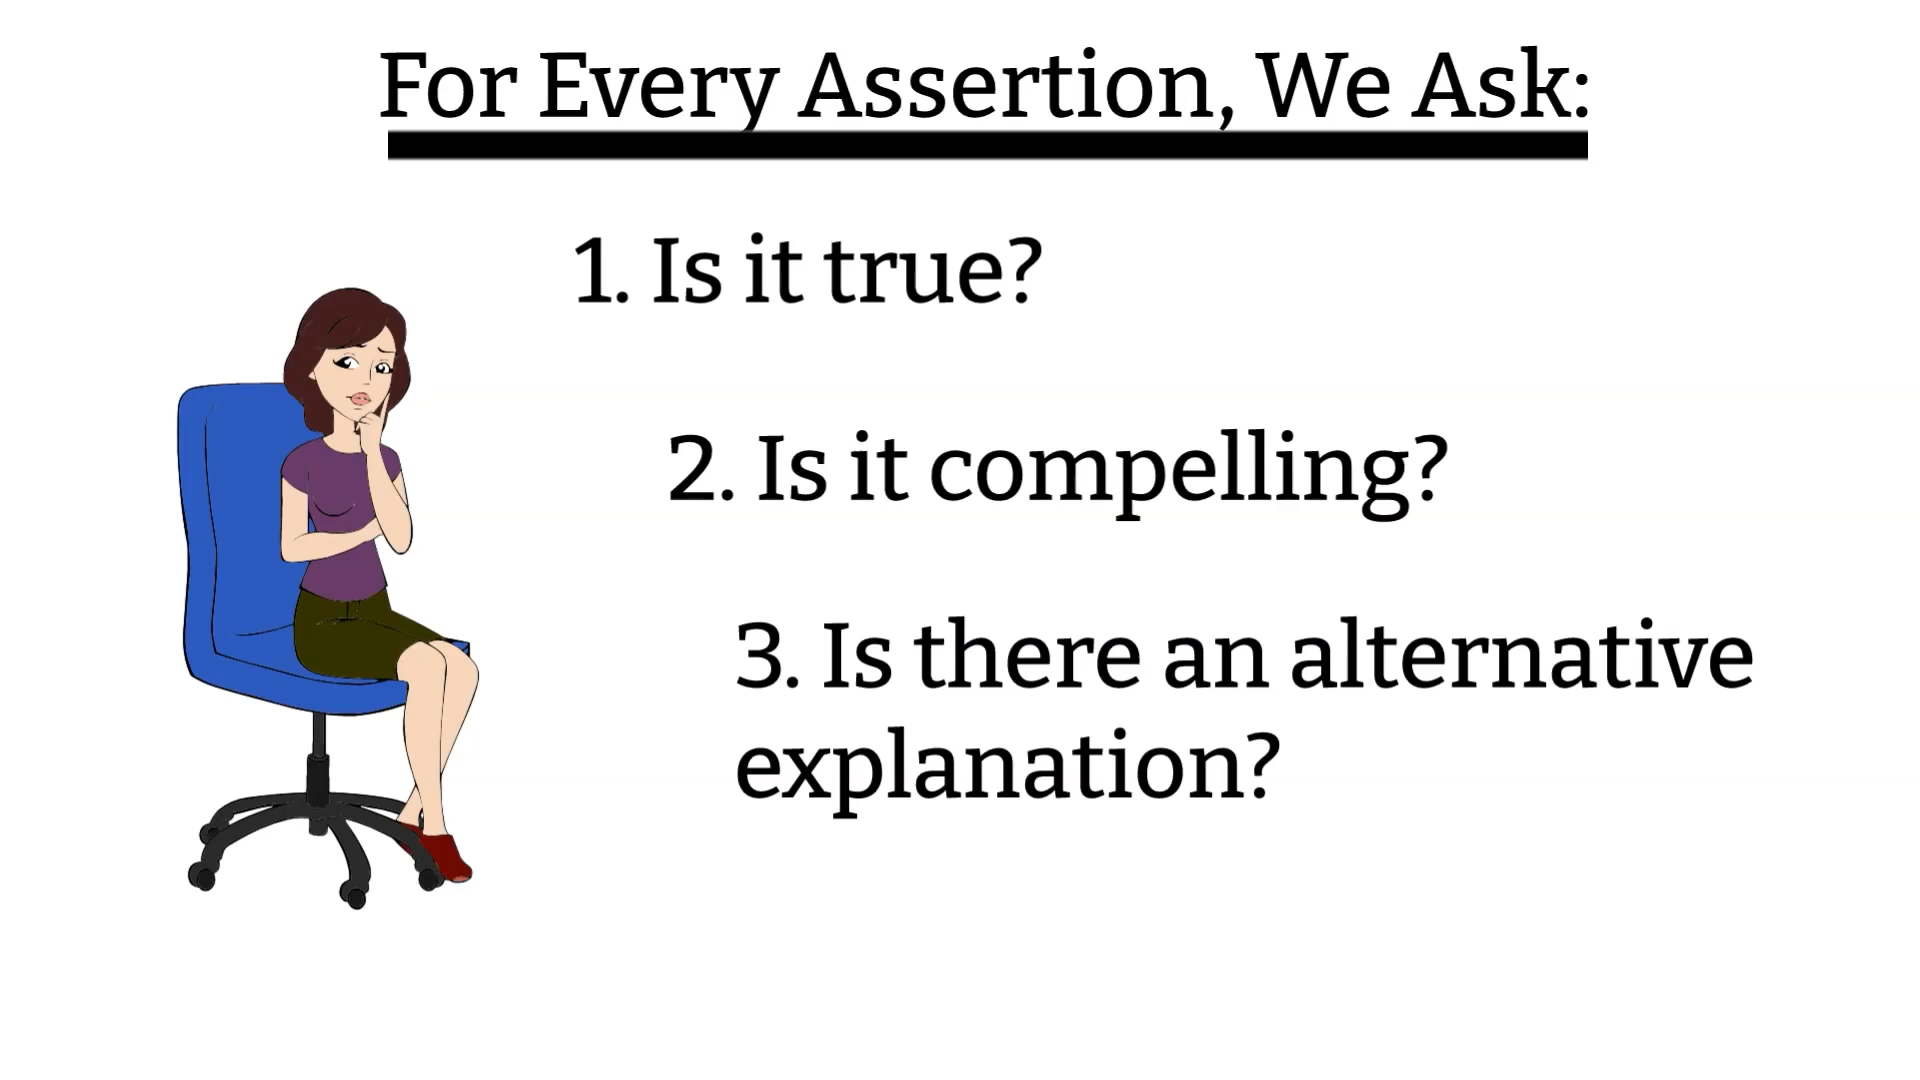 For Every Assertion, We Ask:
1. Is it true?
2. Is it compelling?
3. Is there an alternative
explanation?